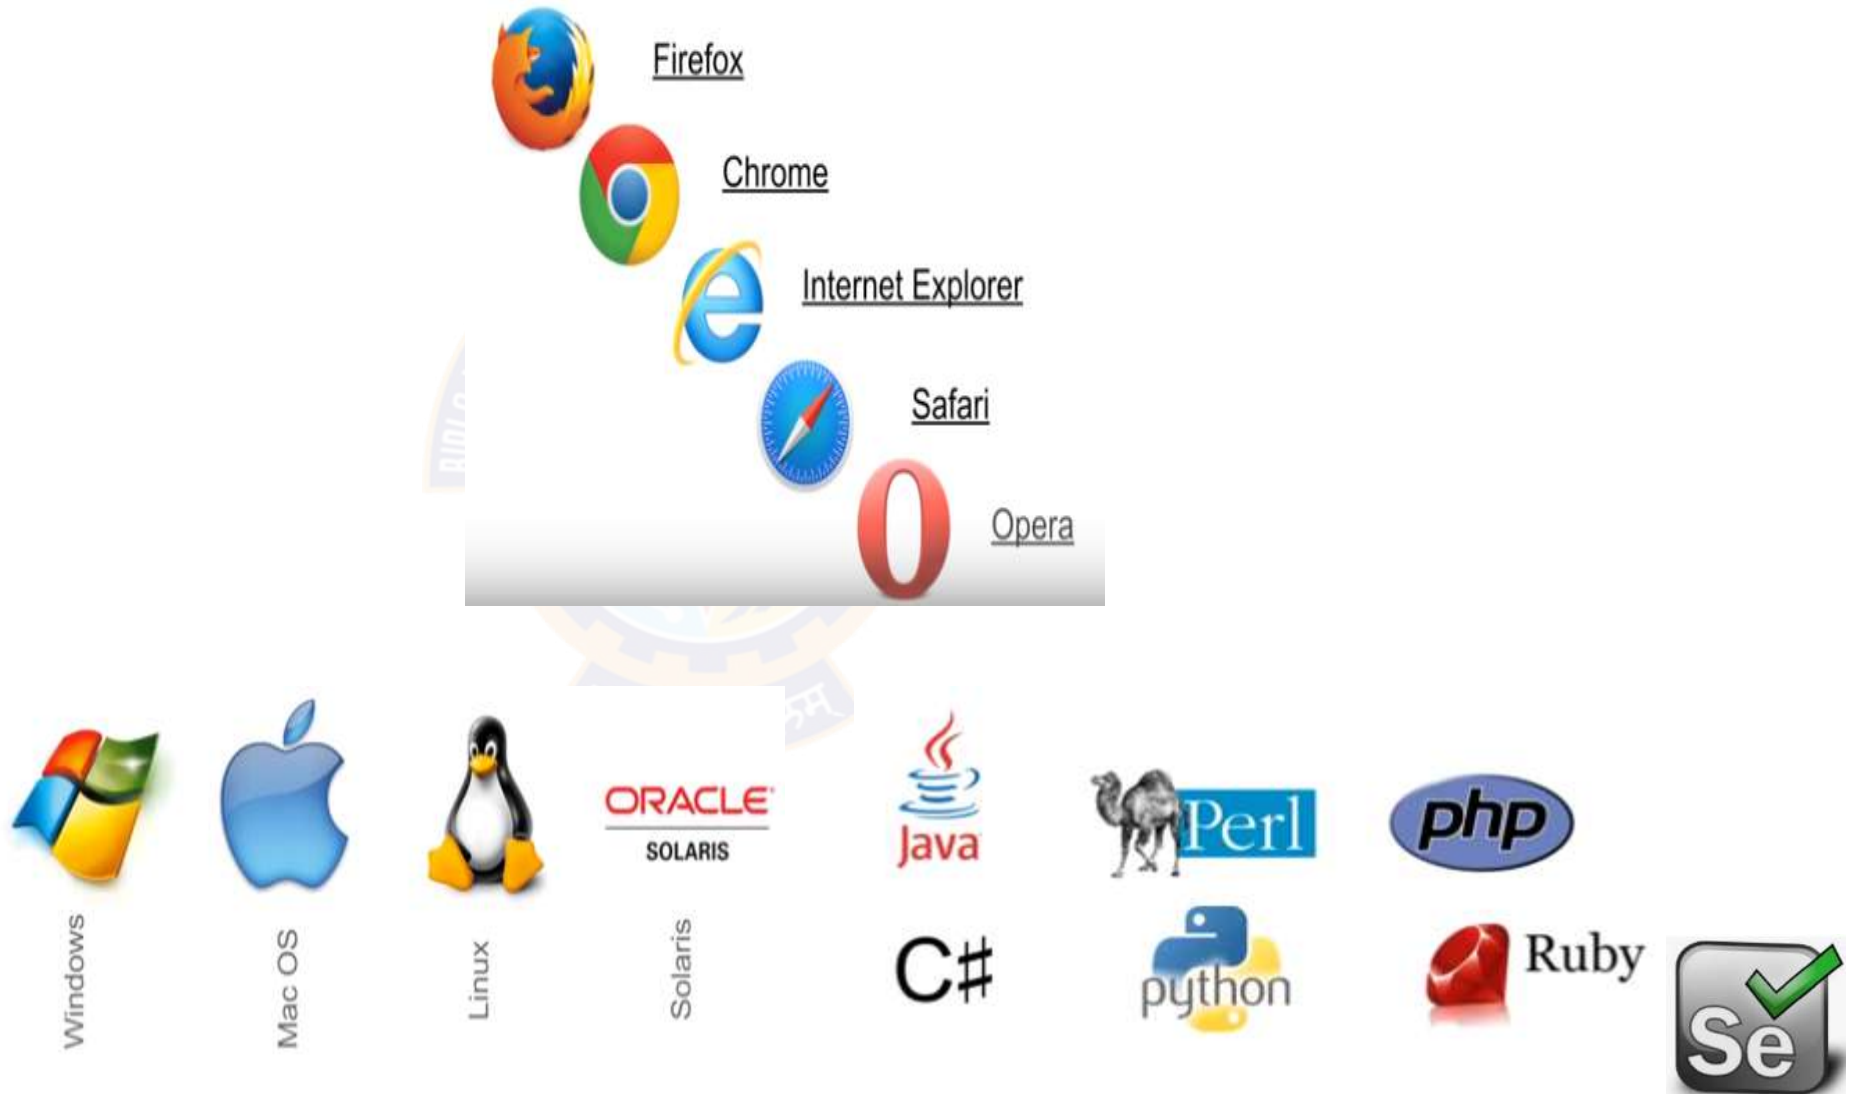 Firefox
Chrome
Internet Explorer
Safari
Opera
ORACLE
SOLARIS
Java
Perl
php
Windows
Mac OS
Linux
Solaris
C#
python
Ruby
Se